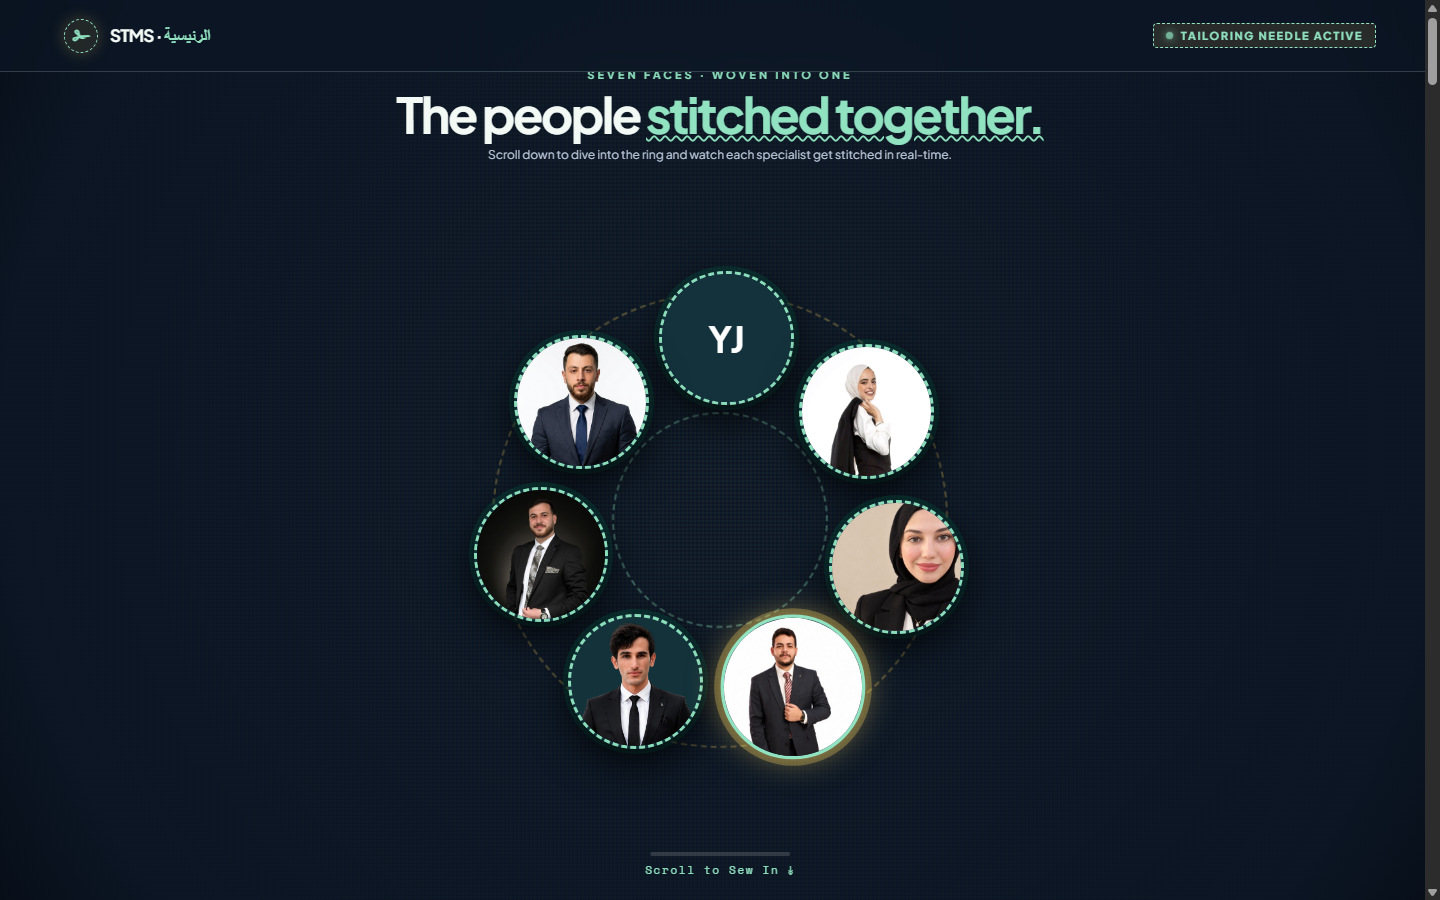 STMS · الرئيسية
TAILORING NEEDLE ACTIVE
SEVEN FACES · WOVEN INTO ONE
The people stitched together.
Scroll down to dive into the ring and watch each specialist get stitched in real-time.
YJ
Scroll to Sew In